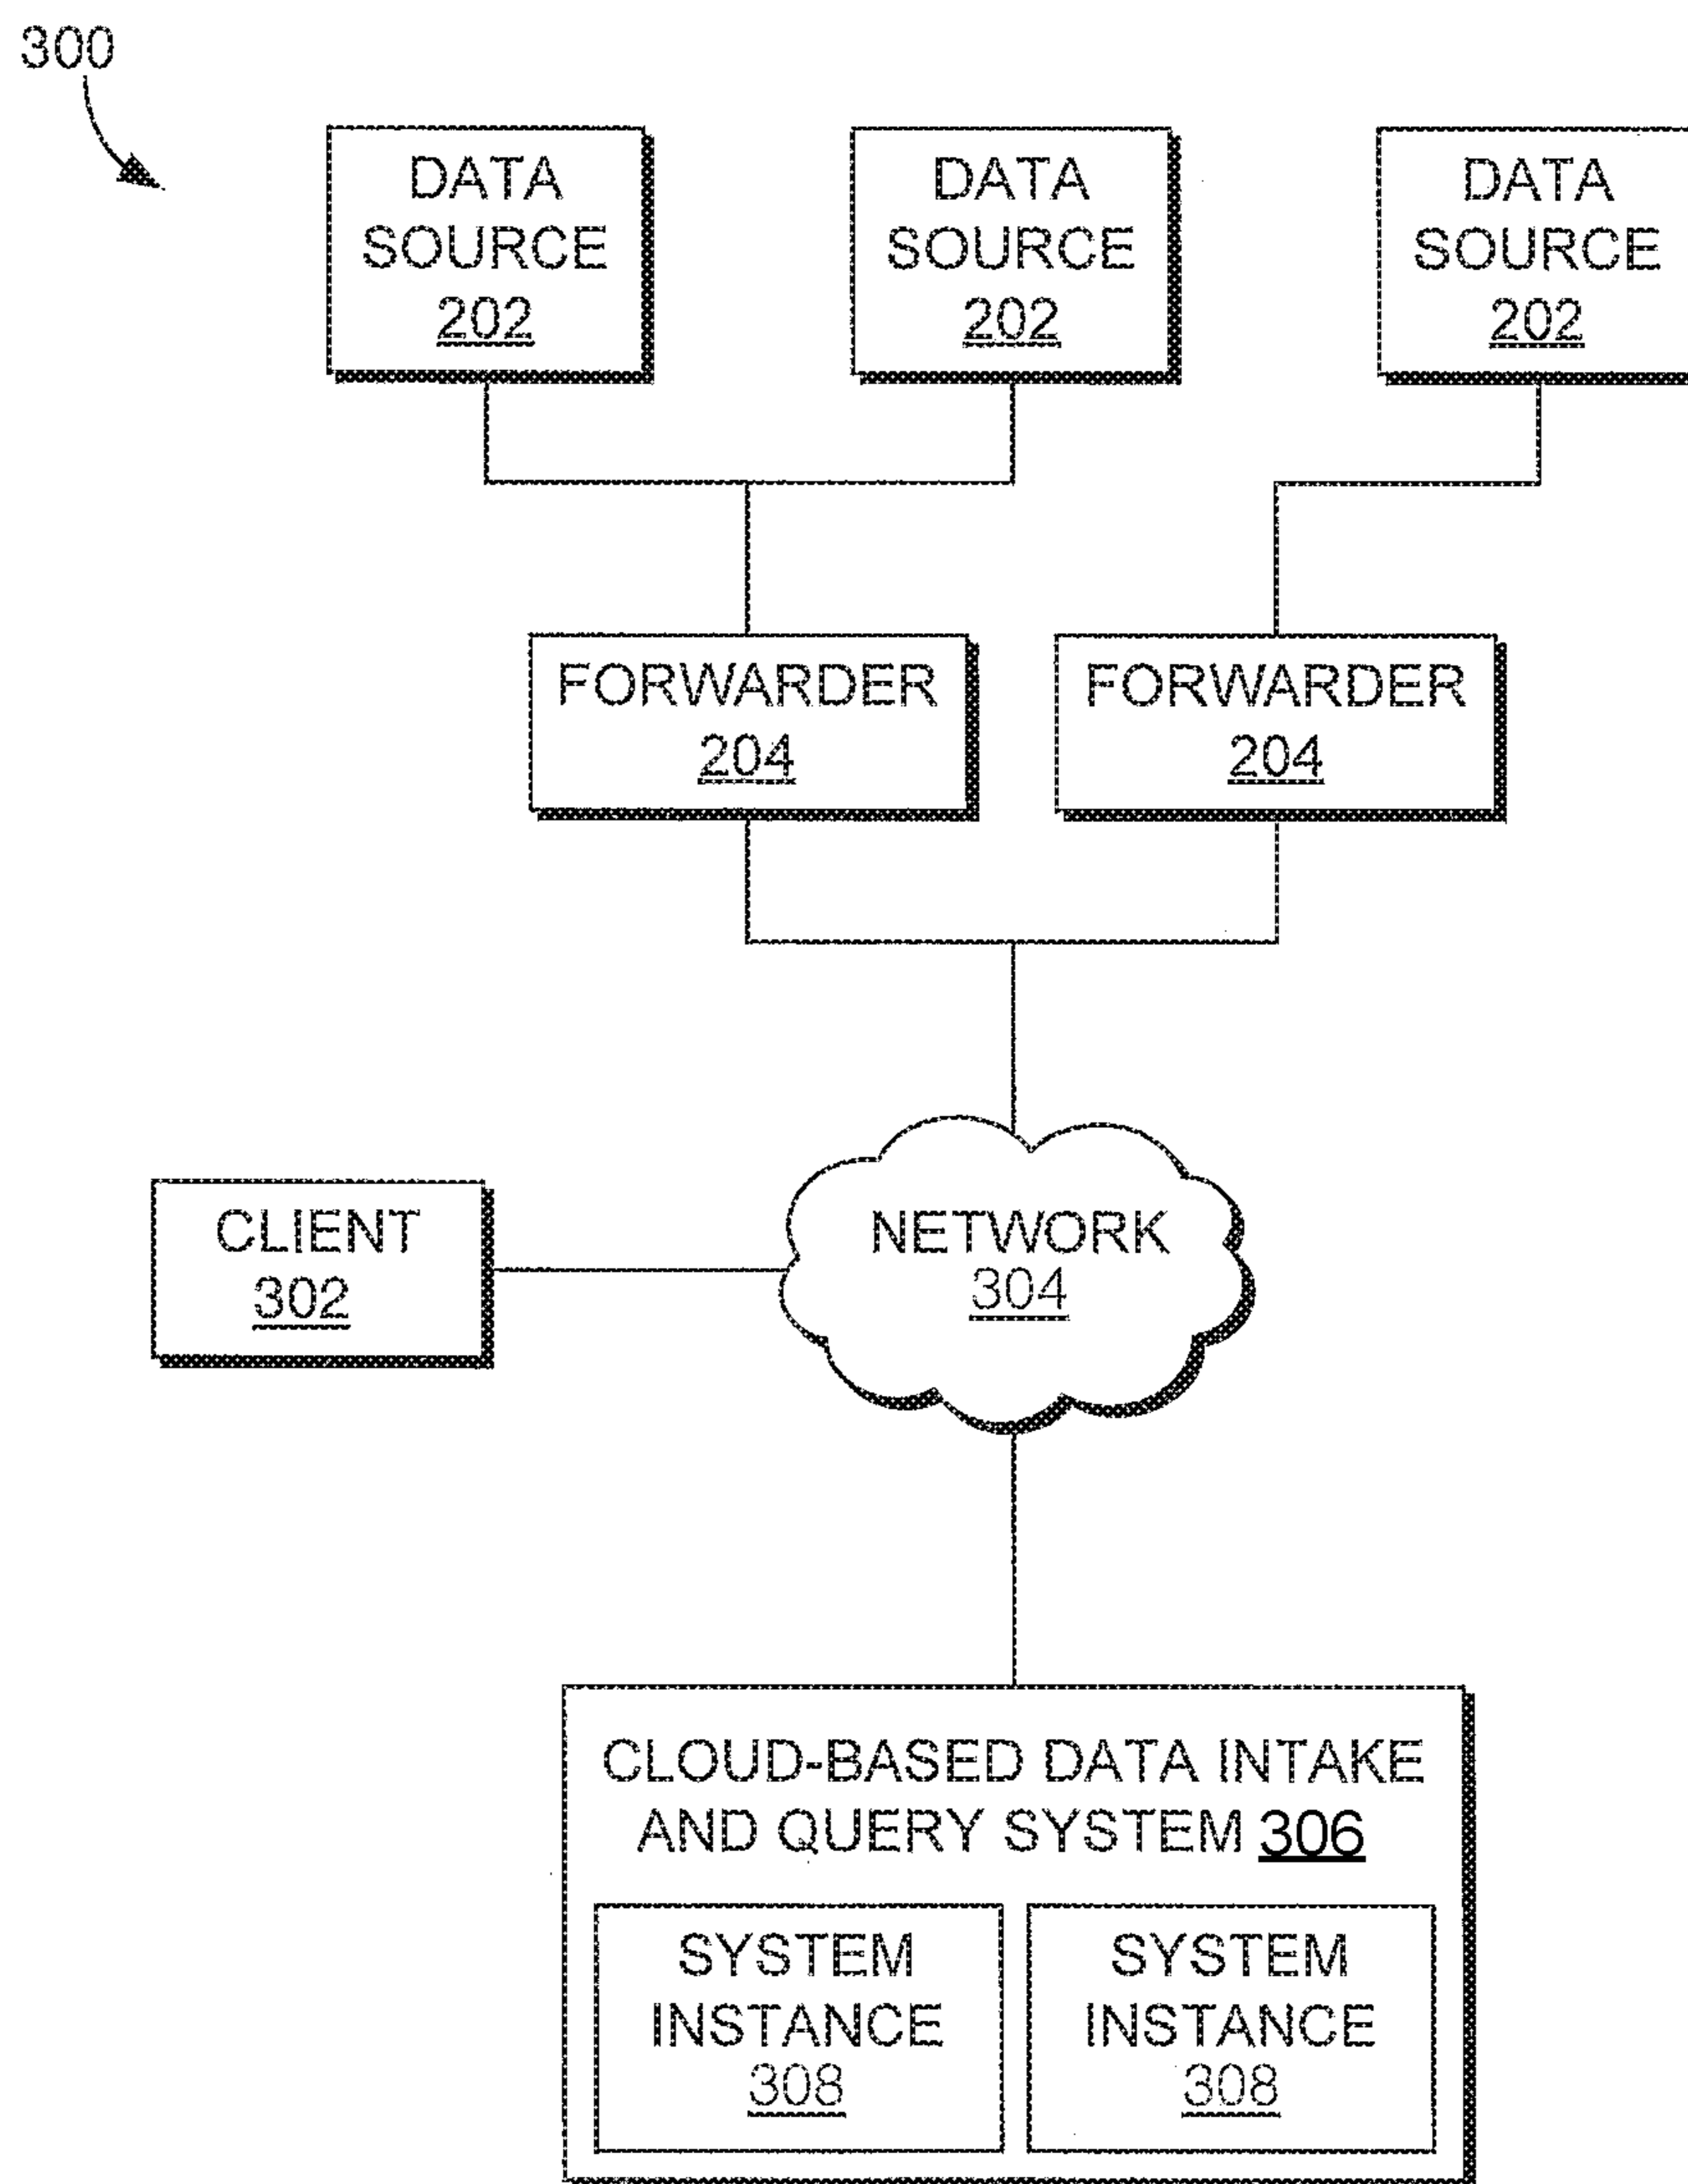 300
DATA
SOURCE
202
DATA
SOURCE
202
DATA
SOURCE
202
FORWARDER
204
FORWARDER
204
CLIENT
302
NETWORK
304
CLOUD-BASED DATA INTAKE
AND QUERY SYSTEM 306
SYSTEM
INSTANCE
308
SYSTEM
INSTANCE
308